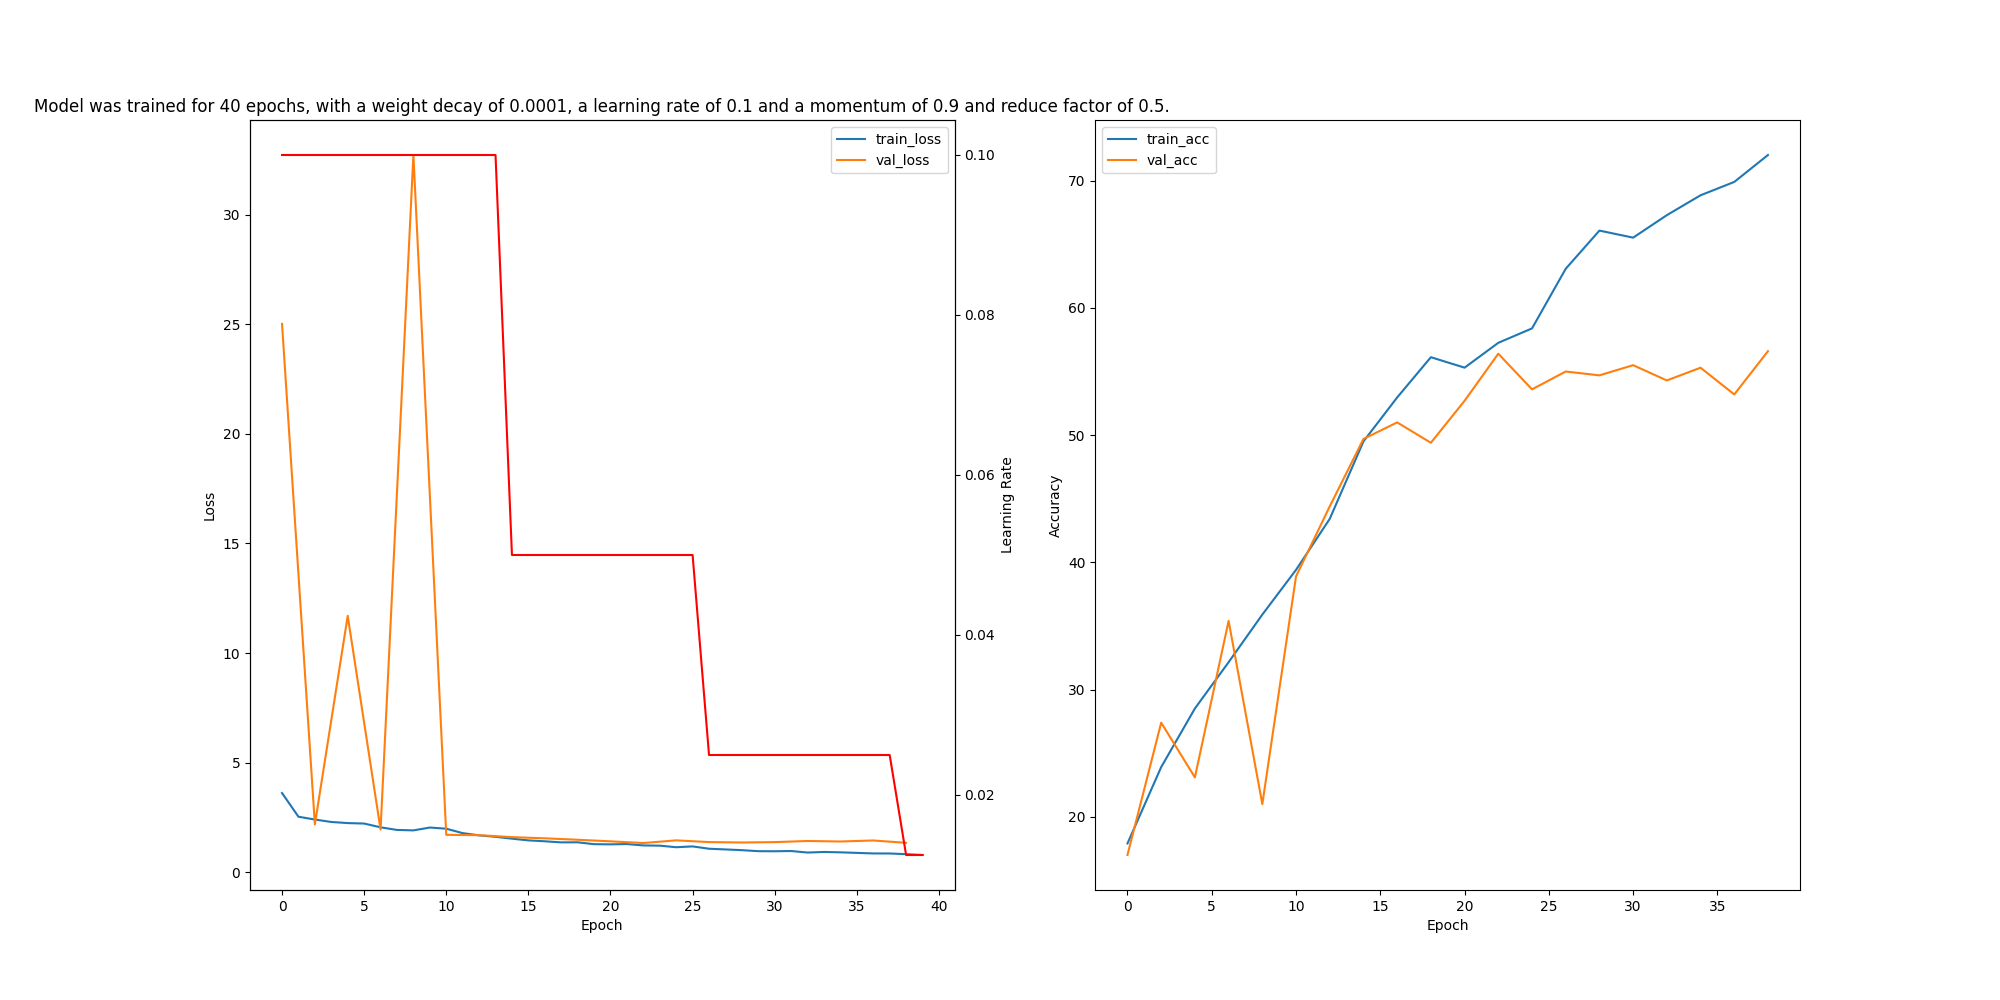 Model was trained for 40 epochs, with a weight decay of 0.0001, a learning rate of 0.1 and a momentum of 0.9 and reduce factor of 0.5.
train_loss
val_loss
30
25
20
15
10
5
0
Loss
0 5 10 15 20 25 30 35 40
Epoch
0.10
0.08
0.06
0.04
0.02
Learning Rate
train_acc
val_acc
70
60
50
40
30
20
Accuracy
0 5 10 15 20 25 30 35
Epoch